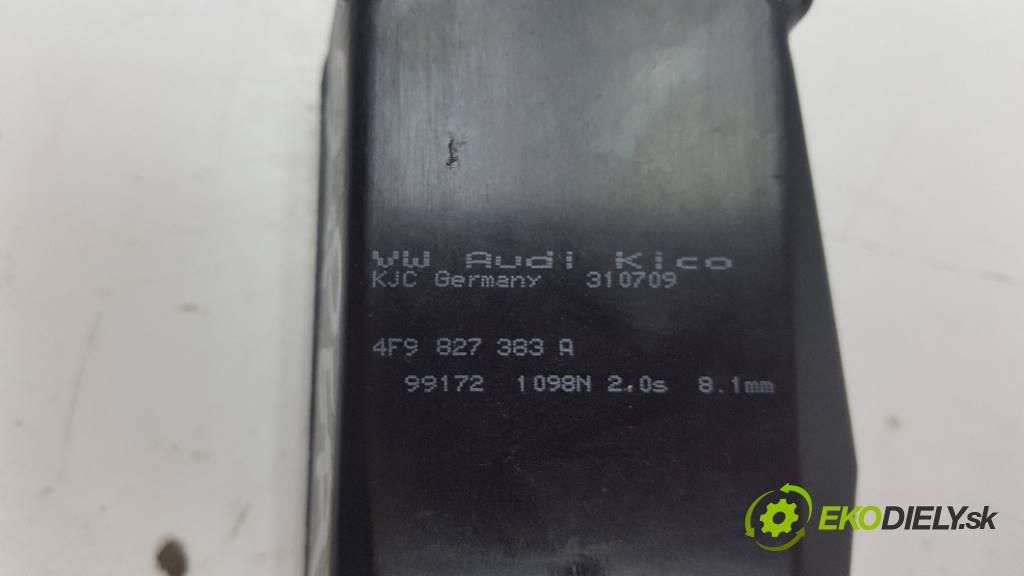 VW Audi Kico
KJC Germany 310709
4F9 827 383 A
99172 1098N 2.0s 8.1mm
EKODIELY.sk